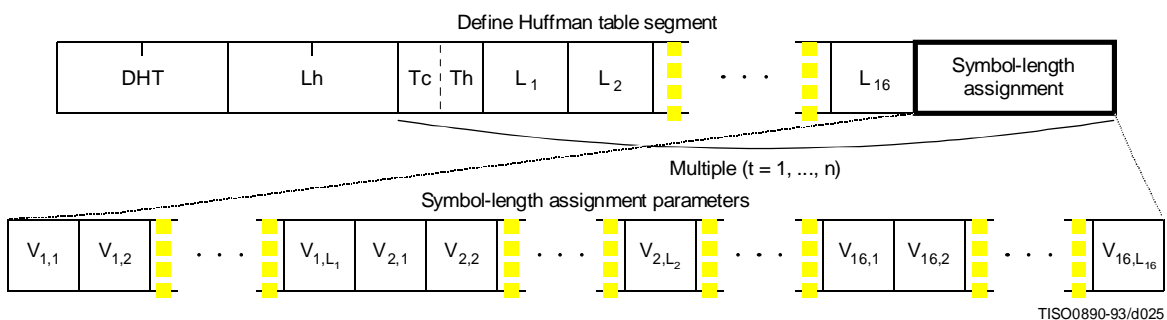 Define Huffman table segment
DHT Lh Tc Th L1 L2 . . . L16 Symbol-length
assignment
Multiple (t = 1, ..., n)
Symbol-length assignment parameters
V1,1 V1,2 . . . V1,L1 V2,1 V2,2 . . . V2,L2 . . . V16,1 V16,2 . . . V16,L16
TISO0890-93/d025